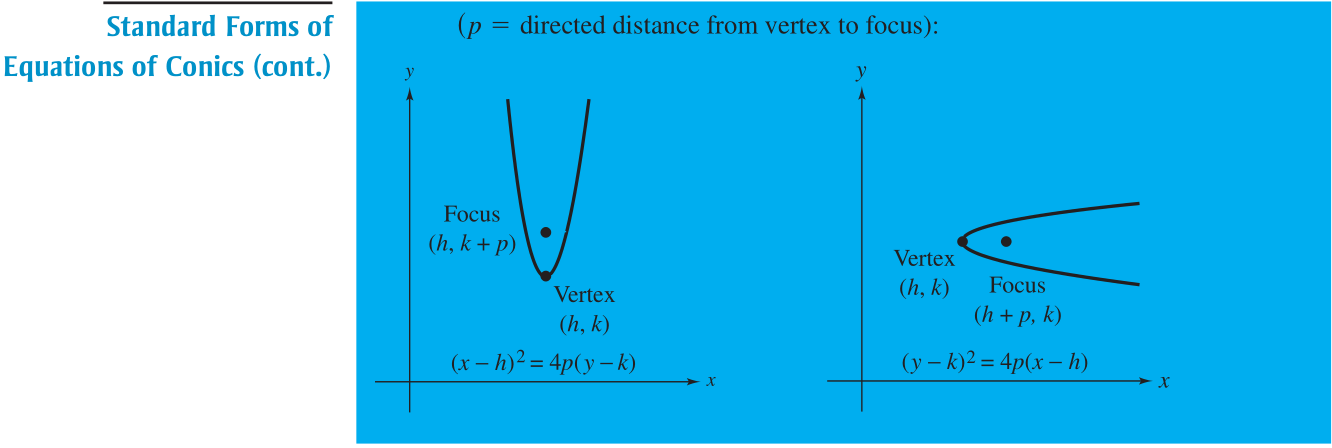 Standard Forms of
Equations of Conics (cont.)
(p = directed distance from vertex to focus):
y
Focus
(h, k + p)
Vertex
(h, k)
(x – h)² = 4p(y – k)
x
y
Vertex
(h, k)
Focus
(h + p, k)
(y – k)² = 4p(x – h)
x